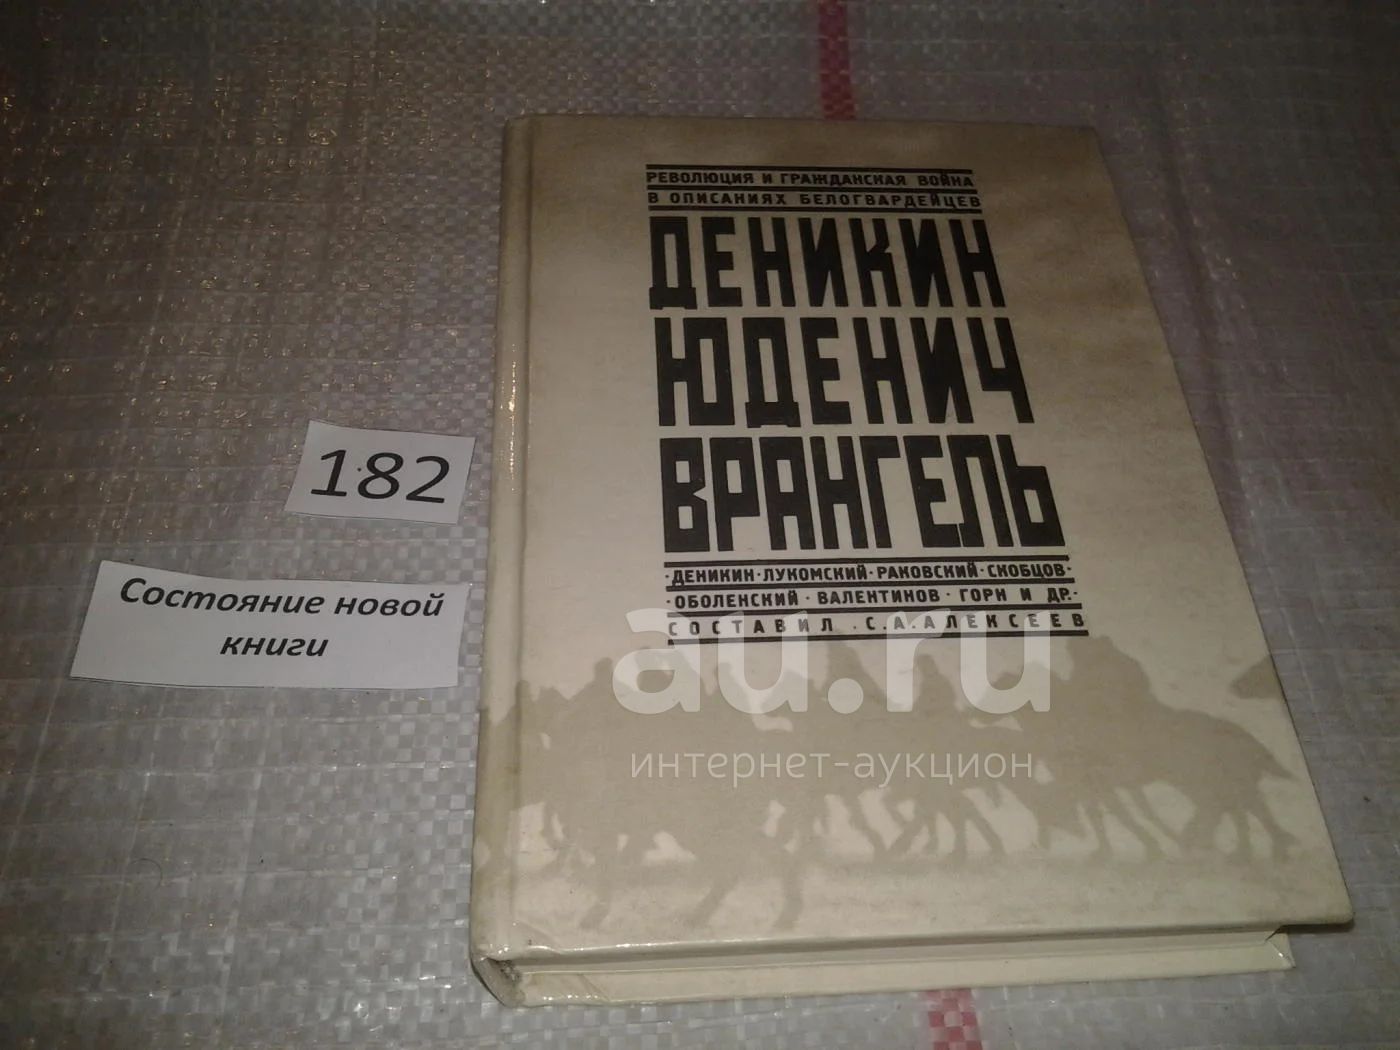 РЕВОЛЮЦИЯ И ГРАЖДАНСКАЯ ВОЙНА
В ОПИСАНИЯХ БЕЛОГВАРДЕЙЦЕВ
ДЕНИКИН
ЮДЕНИЧ
ВРАНГЕЛЬ
·ДЕНИКИН·ЛУКОМСКИЙ·РАКОВСКИЙ·СКОБЦОВ·
·ОБОЛЕНСКИЙ·ВАЛЕНТИНОВ·ГОРН И ДР.·
СОСТАВИЛ С.А.АЛЕКСЕЕВ
182
Состояние новой
книги
au.ru
интернет-аукцион